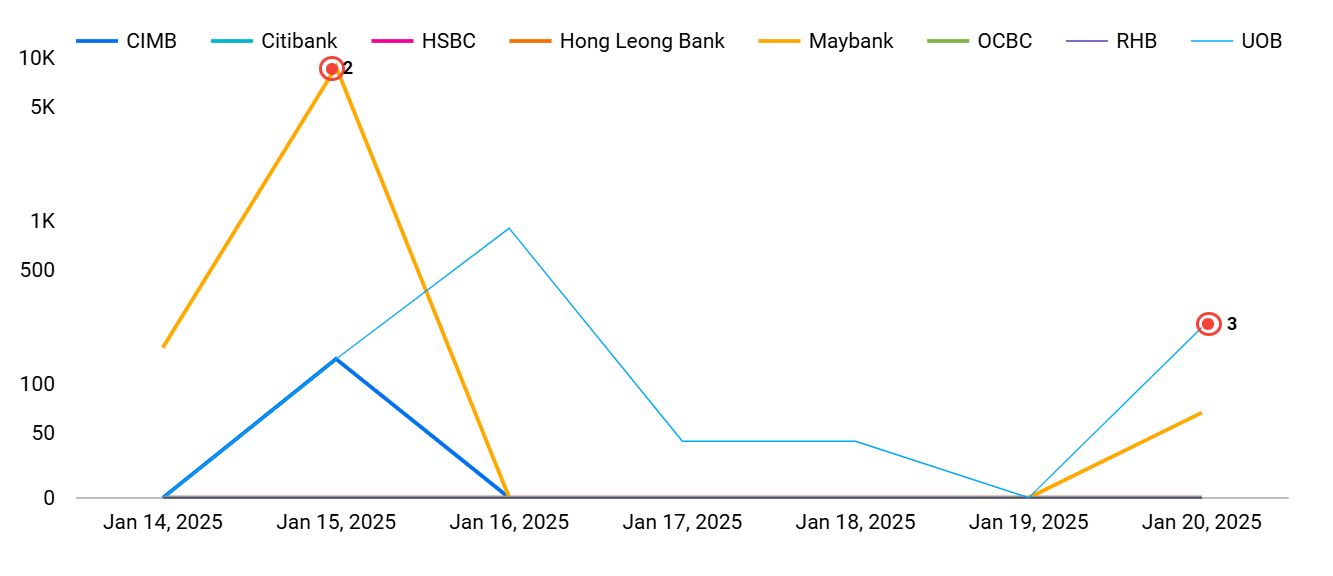 CIMB Citibank HSBC Hong Leong Bank Maybank OCBC RHB UOB
10K
2
5K
1K
500
3
100
50
0
Jan 14, 2025 Jan 15, 2025 Jan 16, 2025 Jan 17, 2025 Jan 18, 2025 Jan 19, 2025 Jan 20, 2025